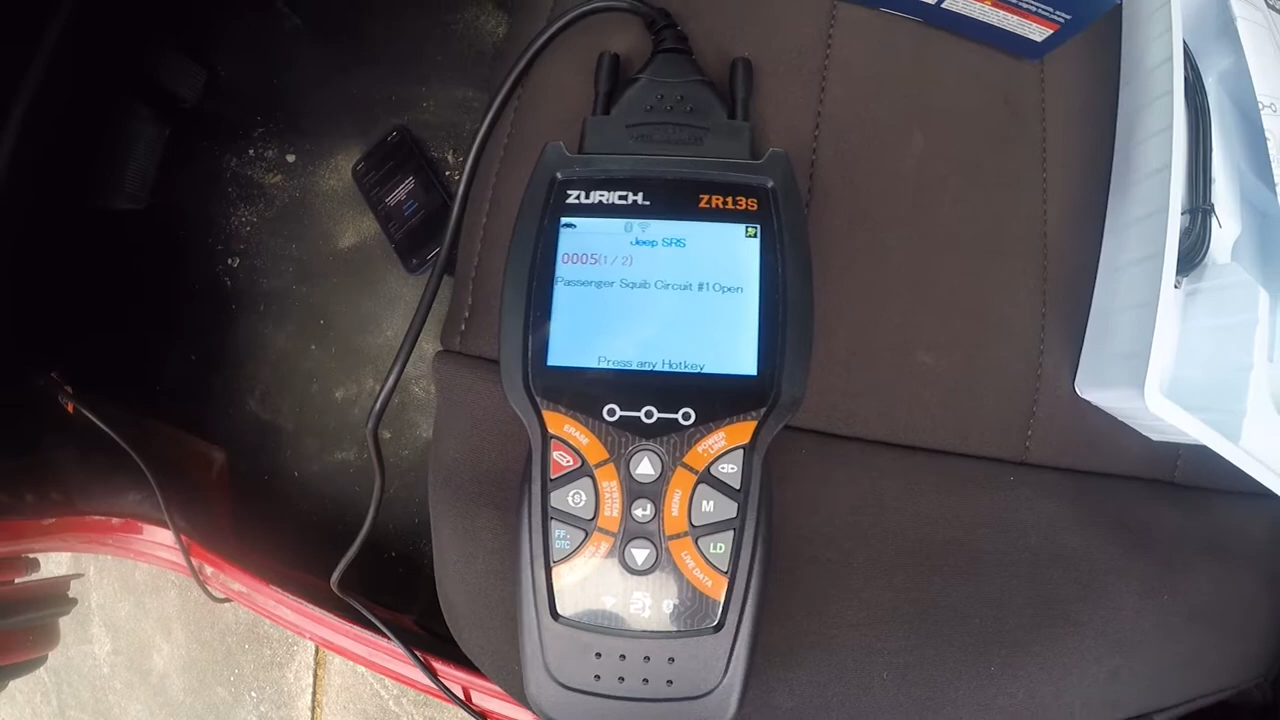 ZURICH
ZR13S
Jeep SRS
0005(1/2)
Passenger Squib Circuit #1 Open
Press any Hotkey
ERASE
POWER
LINK
SYSTEM
STATUS
S
MENU
M
FF.
DTC
LD
LIVE DATA